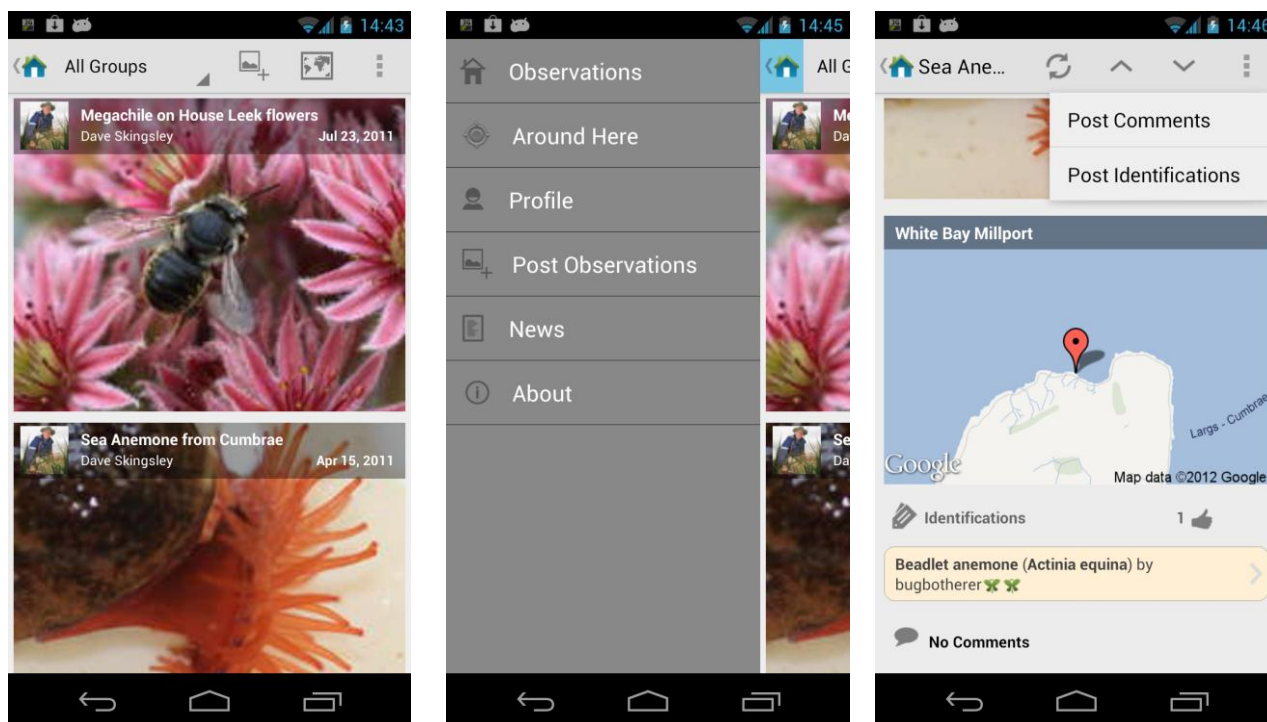 14:43
All Groups
Megachile on House Leek flowers
Dave Skingsley
Jul 23, 2011
Sea Anemone from Cumbrae
Dave Skingsley
Apr 15, 2011
14:45
Observations
Around Here
Profile
Post Observations
News
About
All G
Me
Da
Se
Da
14:46
Sea Ane...
Post Comments
Post Identifications
White Bay Millport
Largs - Cumbrae
Google
Map data ©2012 Google
Identifications
1
Beadlet anemone (Actinia equina) by
bugbotherer
No Comments